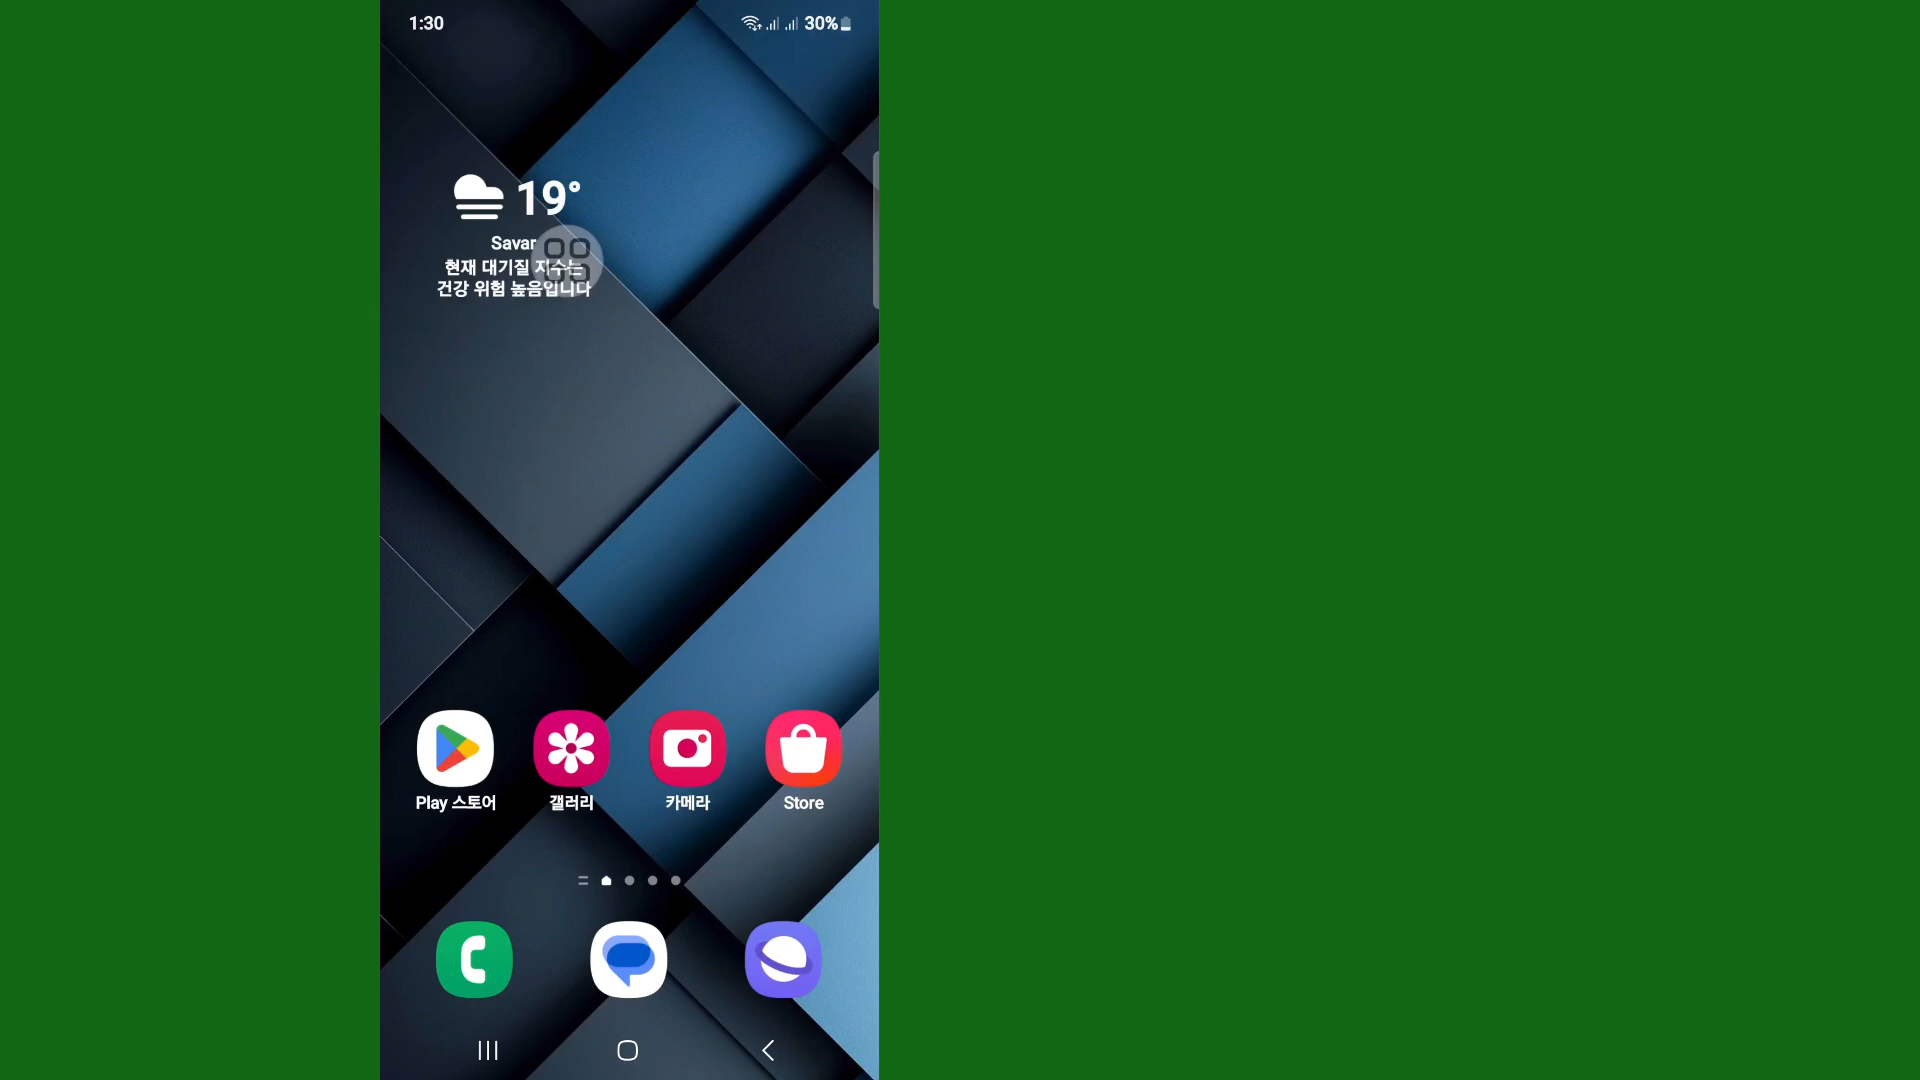 1:30
30%
19°
Savar
현재 대기질 지수는
건강 위험 높음입니다
Play 스토어
갤러리
카메라
Store